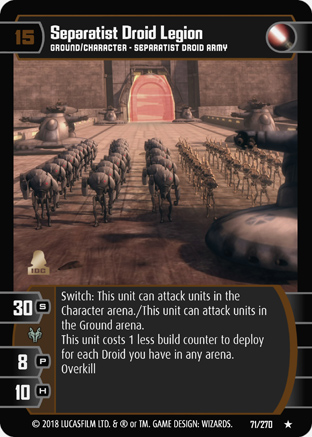 15
Separatist Droid Legion
GROUND/CHARACTER - SEPARATIST DROID ARMY
IGC
30 S
8 P
10 H
Switch: This unit can attack units in the
Character arena./This unit can attack units in
the Ground arena.
This unit costs 1 less build counter to deploy
for each Droid you have in any arena.
Overkill
© 2018 LUCASFILM LTD. & ® or TM. GAME DESIGN: WIZARDS. 71/270 ★